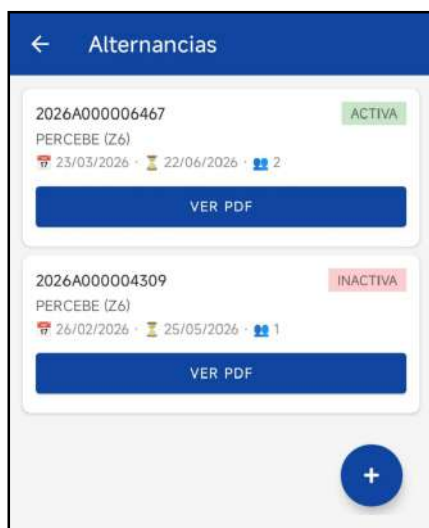 ← Alternancias
2026A000006467 ACTIVA
PERCEBE (Z6)
📅 23/03/2026 · ⏳ 22/06/2026 · 👥 2
VER PDF
2026A000004309 INACTIVA
PERCEBE (Z6)
📅 26/02/2026 · ⏳ 25/05/2026 · 👥 1
VER PDF
+